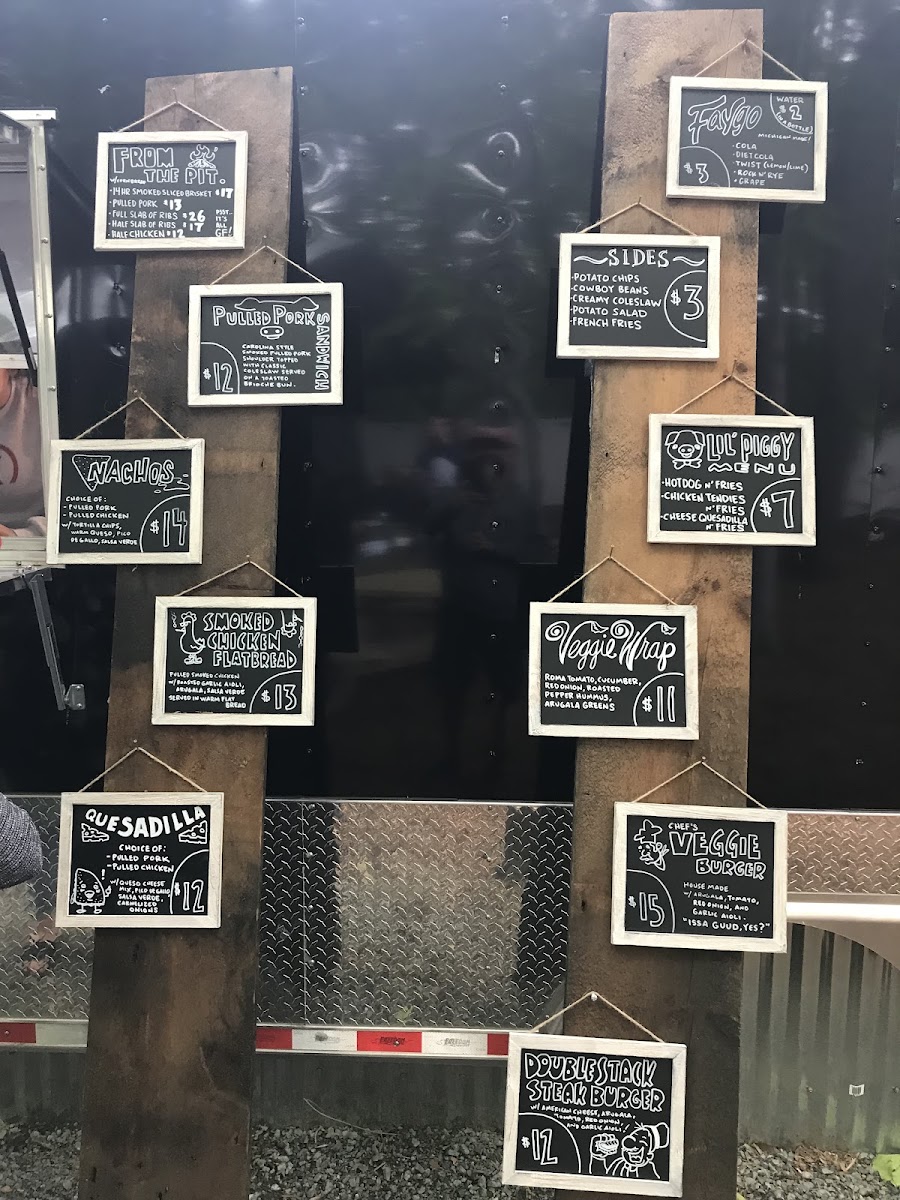 FROM THE PIT.
W/ CORNBREAD
·14HR SMOKED SLICED BRISKET $17
·PULLED PORK $13
·FULL SLAB OF RIBS $26
·HALF SLAB OF RIBS $17
·HALF CHICKEN $12
PSST..
IT'S
ALL
GF!
PULLED PORK
SANDWICH
CAROLINA STYLE
SMOKED PULLED PORK
SHOULDER TOPPED
WITH CLASSIC
COLESLAW SERVED
ON A TOASTED
BRIOCHE BUN.
$12
NACHOS
CHOICE OF:
- PULLED PORK
- PULLED CHICKEN
W/ TORTILLA CHIPS,
WARM QUESO, PICO
DE GALLO, SALSA VERDE
$14
SMOKED
CHICKEN
FLATBREAD
PULLED SMOKED CHICKEN
W/ ROASTED GARLIC AIOLI,
ARUGALA, SALSA VERDE
SERVED IN WARM FLAT
BREAD
$13
QUESADILLA
CHOICE OF:
- PULLED PORK
- PULLED CHICKEN
W/ QUESO CHEESE
MIX, PICO DE GALLO
SALSA VERDE,
CARMELIZED
ONIONS
$12
Faygo
$3
WATER
$2
(IN A BOTTLE)
MICHIGAN MADE!
·COLA
·DIET COLA
·TWIST (LEMON/LIME)
·ROCK N' RYE
·GRAPE
~SIDES~
·POTATO CHIPS
·COWBOY BEANS
·CREAMY COLESLAW
·POTATO SALAD
·FRENCH FRIES
$3
LIL' PIGGY
MENU
·HOTDOG N' FRIES
·CHICKEN TENDIES
N' FRIES
·CHEESE QUESADILLA
N' FRIES
$7
Veggie Wrap
ROMA TOMATO, CUCUMBER,
RED ONION, ROASTED
PEPPER HUMMUS,
ARUGALA GREENS
$11
CHEF'S
VEGGIE
BURGER
HOUSE MADE
W/ ARUGALA, TOMATO,
RED ONION, AND
GARLIC AIOLI.
"ISSA GUUD, YES?"
$15
DOUBLE STACK
STEAK BURGER
W/ AMERICAN CHEESE, ARUGALA,
TOMATO, RED ONION,
AND GARLIC AIOLI!
$12